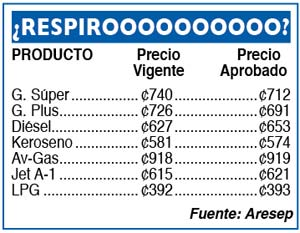 ¿RESPIROOOOOOOOOO?
PRODUCTO Precio Vigente Precio Aprobado
G. Súper ................. ¢740 ................. ¢712
G. Plus ................... ¢726 ................. ¢691
Diésel ..................... ¢627 ................. ¢653
Keroseno ............... ¢581 ................. ¢574
Av-Gas ................... ¢918 ................. ¢919
Jet A-1 .................... ¢615 ................. ¢621
LPG ........................ ¢392 ................. ¢393
Fuente: Aresep